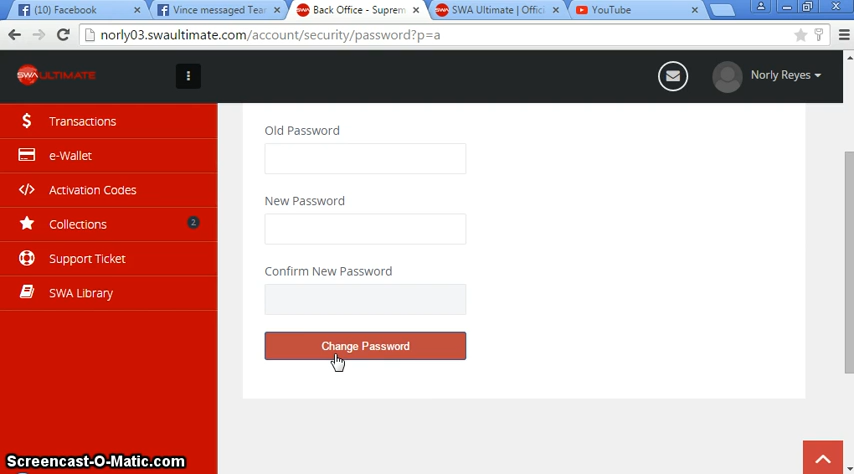 (10) Facebook
Vince messaged Tear
Back Office - Suprem
SWA Ultimate | Offici
YouTube
norly03.swaultimate.com/account/security/password?p=a
SWA ULTIMATE
Norly Reyes
Transactions
e-Wallet
Activation Codes
Collections
2
Support Ticket
SWA Library
Old Password
New Password
Confirm New Password
Change Password
Screencast-O-Matic.com